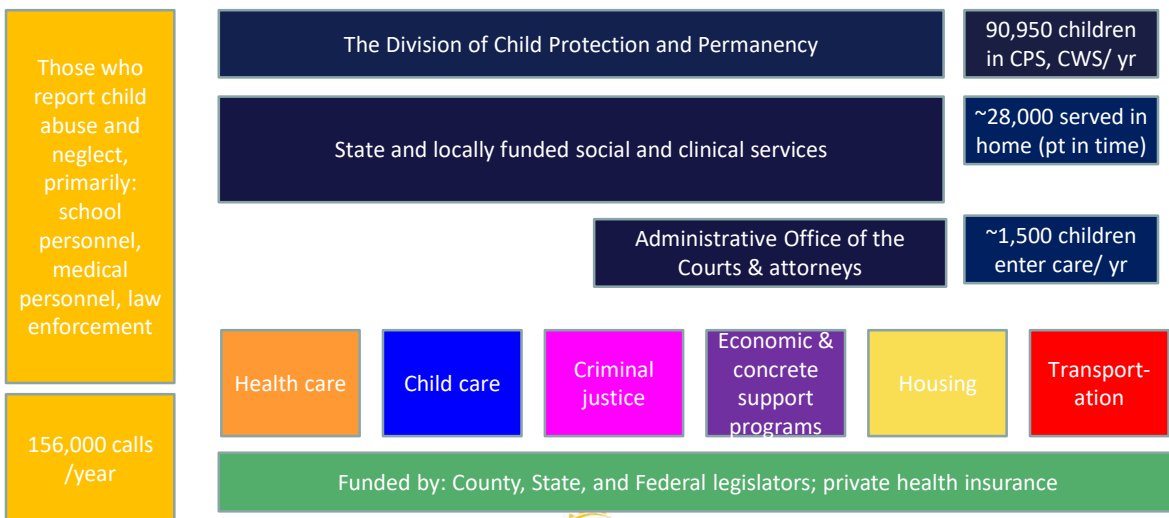 Those who
report child
abuse and
neglect,
primarily:
school
personnel,
medical
personnel, law
enforcement
156,000 calls
/year
The Division of Child Protection and Permanency
90,950 children
in CPS, CWS/ yr
State and locally funded social and clinical services
~28,000 served in
home (pt in time)
Administrative Office of the
Courts & attorneys
~1,500 children
enter care/ yr
Health care
Child care
Criminal
justice
Economic &
concrete
support
programs
Housing
Transport-
ation
Funded by: County, State, and Federal legislators; private health insurance